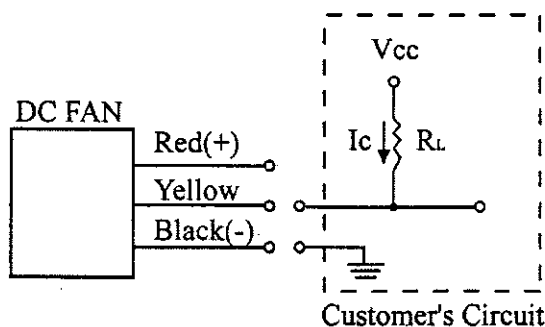 Vcc
DC FAN
Red(+)
Ic
RL
Yellow
Black(-)
Customer's Circuit